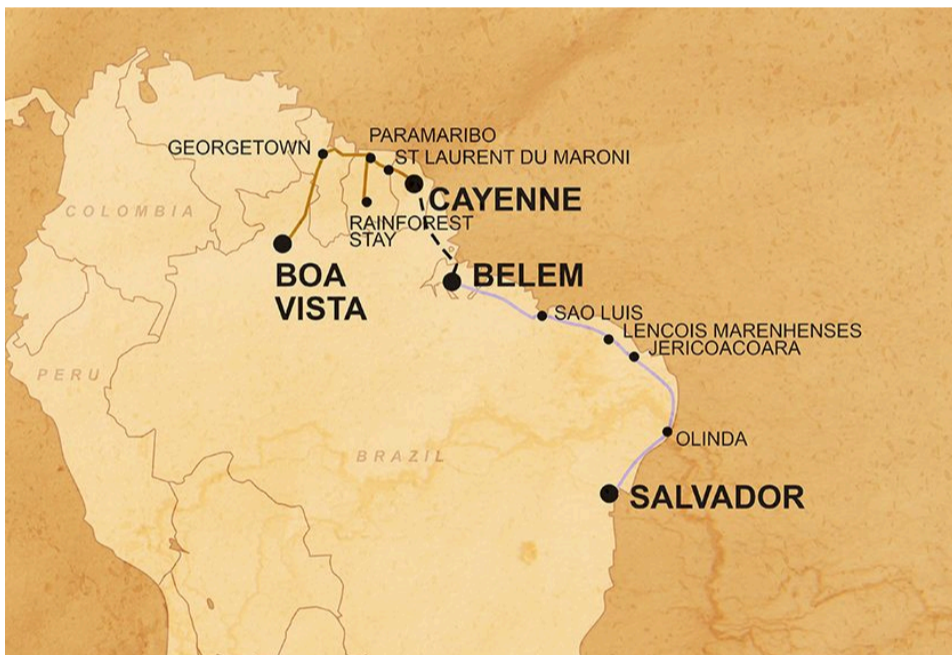 PARAMARIBO
GEORGETOWN
ST LAURENT DU MARONI
CAYENNE
COLOMBIA
RAINFOREST
STAY
BOA
VISTA
BELEM
SAO LUIS
LENCOIS MARENHENSES
JERICOACOARA
PERU
OLINDA
BRAZIL
SALVADOR